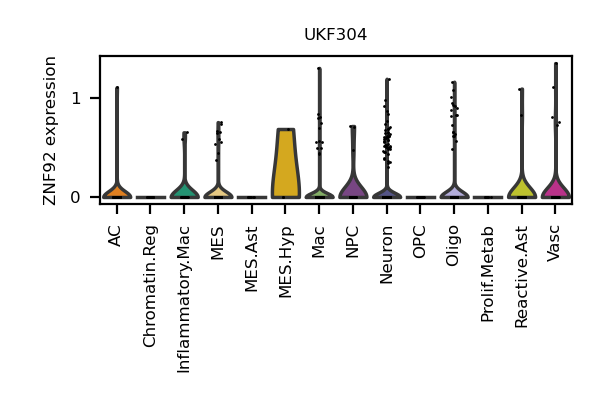 UKF304
ZNF92 expression
1
0
AC
Chromatin.Reg
Inflammatory.Mac
MES
MES.Ast
MES.Hyp
Mac
NPC
Neuron
OPC
Oligo
Prolif.Metab
Reactive.Ast
Vasc